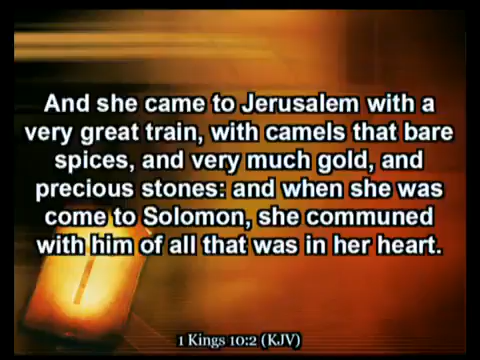 And she came to Jerusalem with a
very great train, with camels that bare
spices, and very much gold, and
precious stones: and when she was
come to Solomon, she communed
with him of all that was in her heart.
1 Kings 10:2 (KJV)